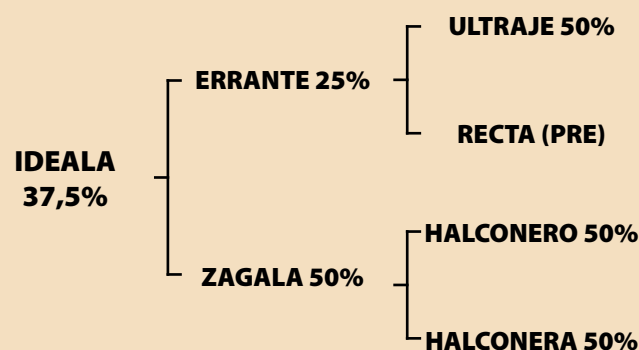 ULTRAJE 50%
ERRANTE 25%
RECTA (PRE)
IDEALA
37,5%
HALCONERO 50%
ZAGALA 50%
HALCONERA 50%